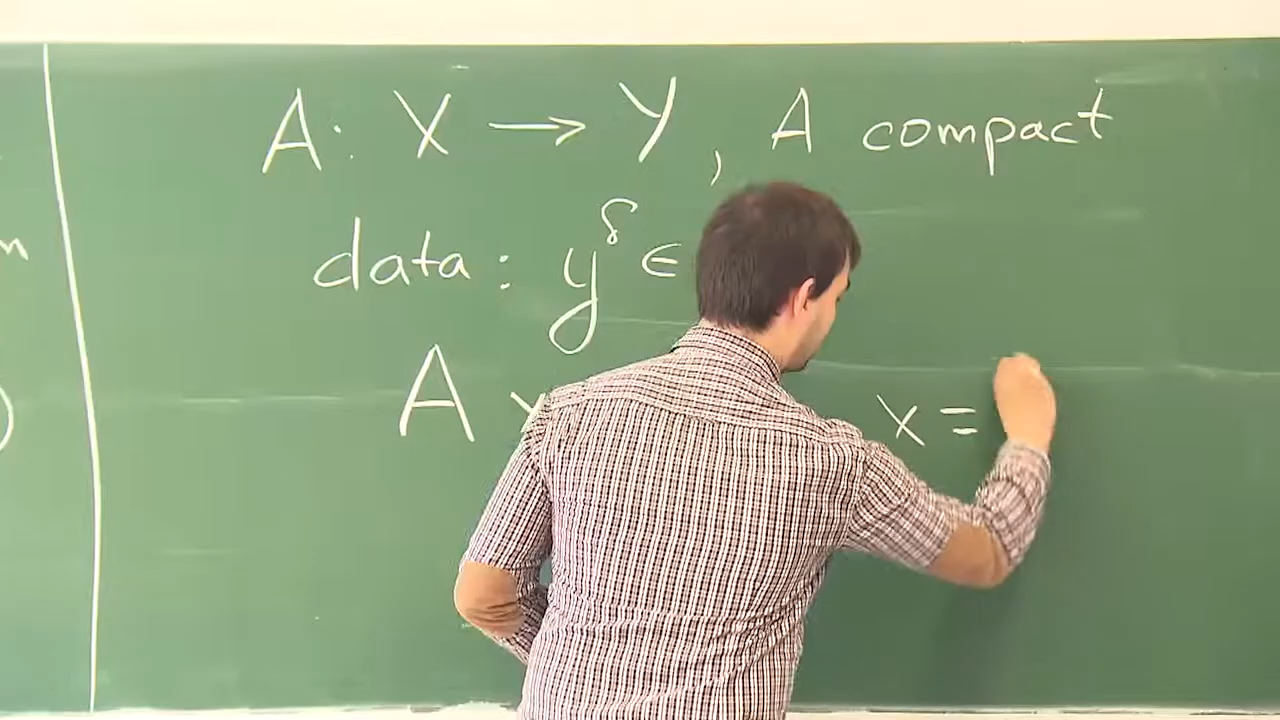 A: X → Y, A compact
data: y^δ ∈
A x x =
n
)